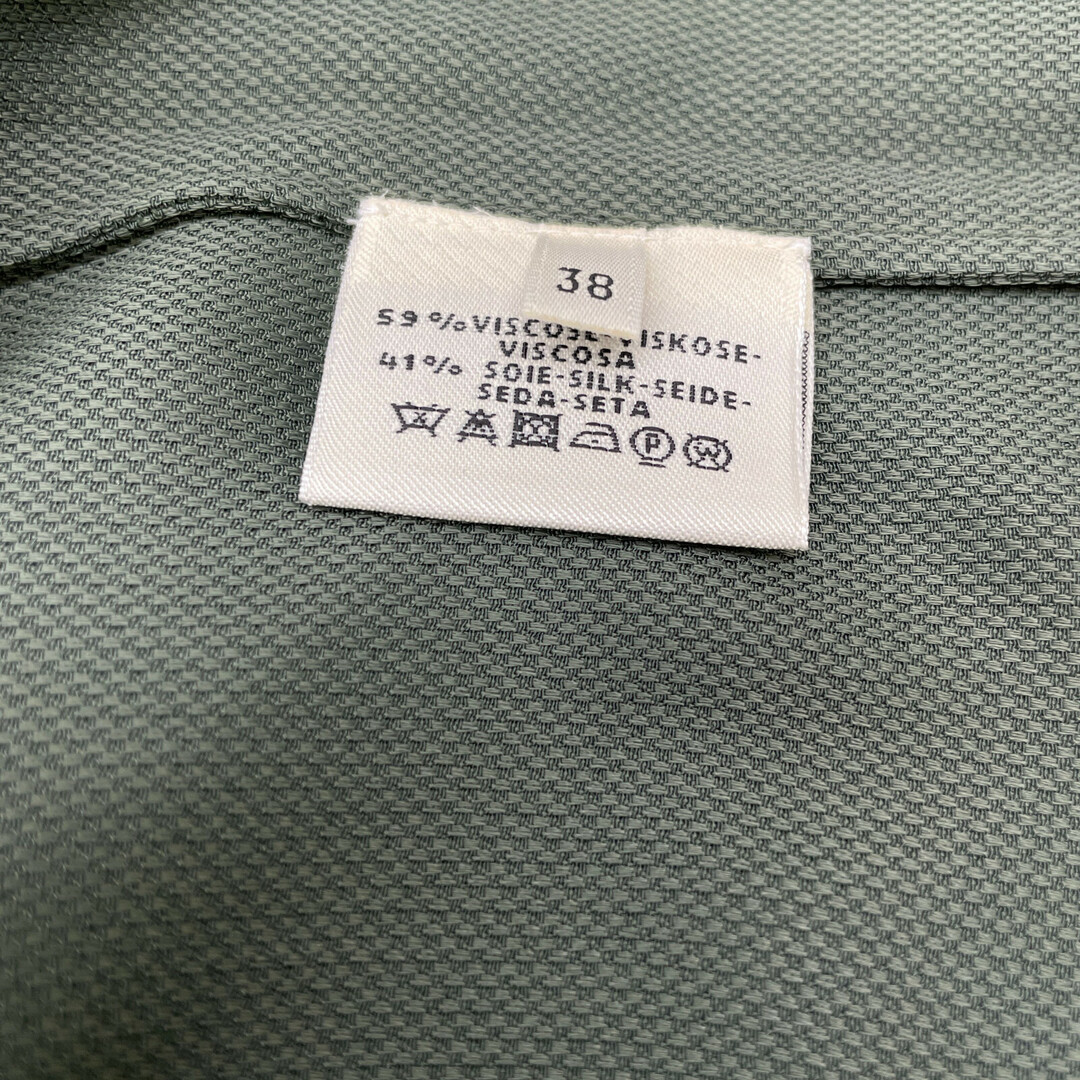 38
59% VISCOSE-VISKOSE-
VISCOSA
41% SOIE-SILK-SEIDE-
SEDA-SETA
P W